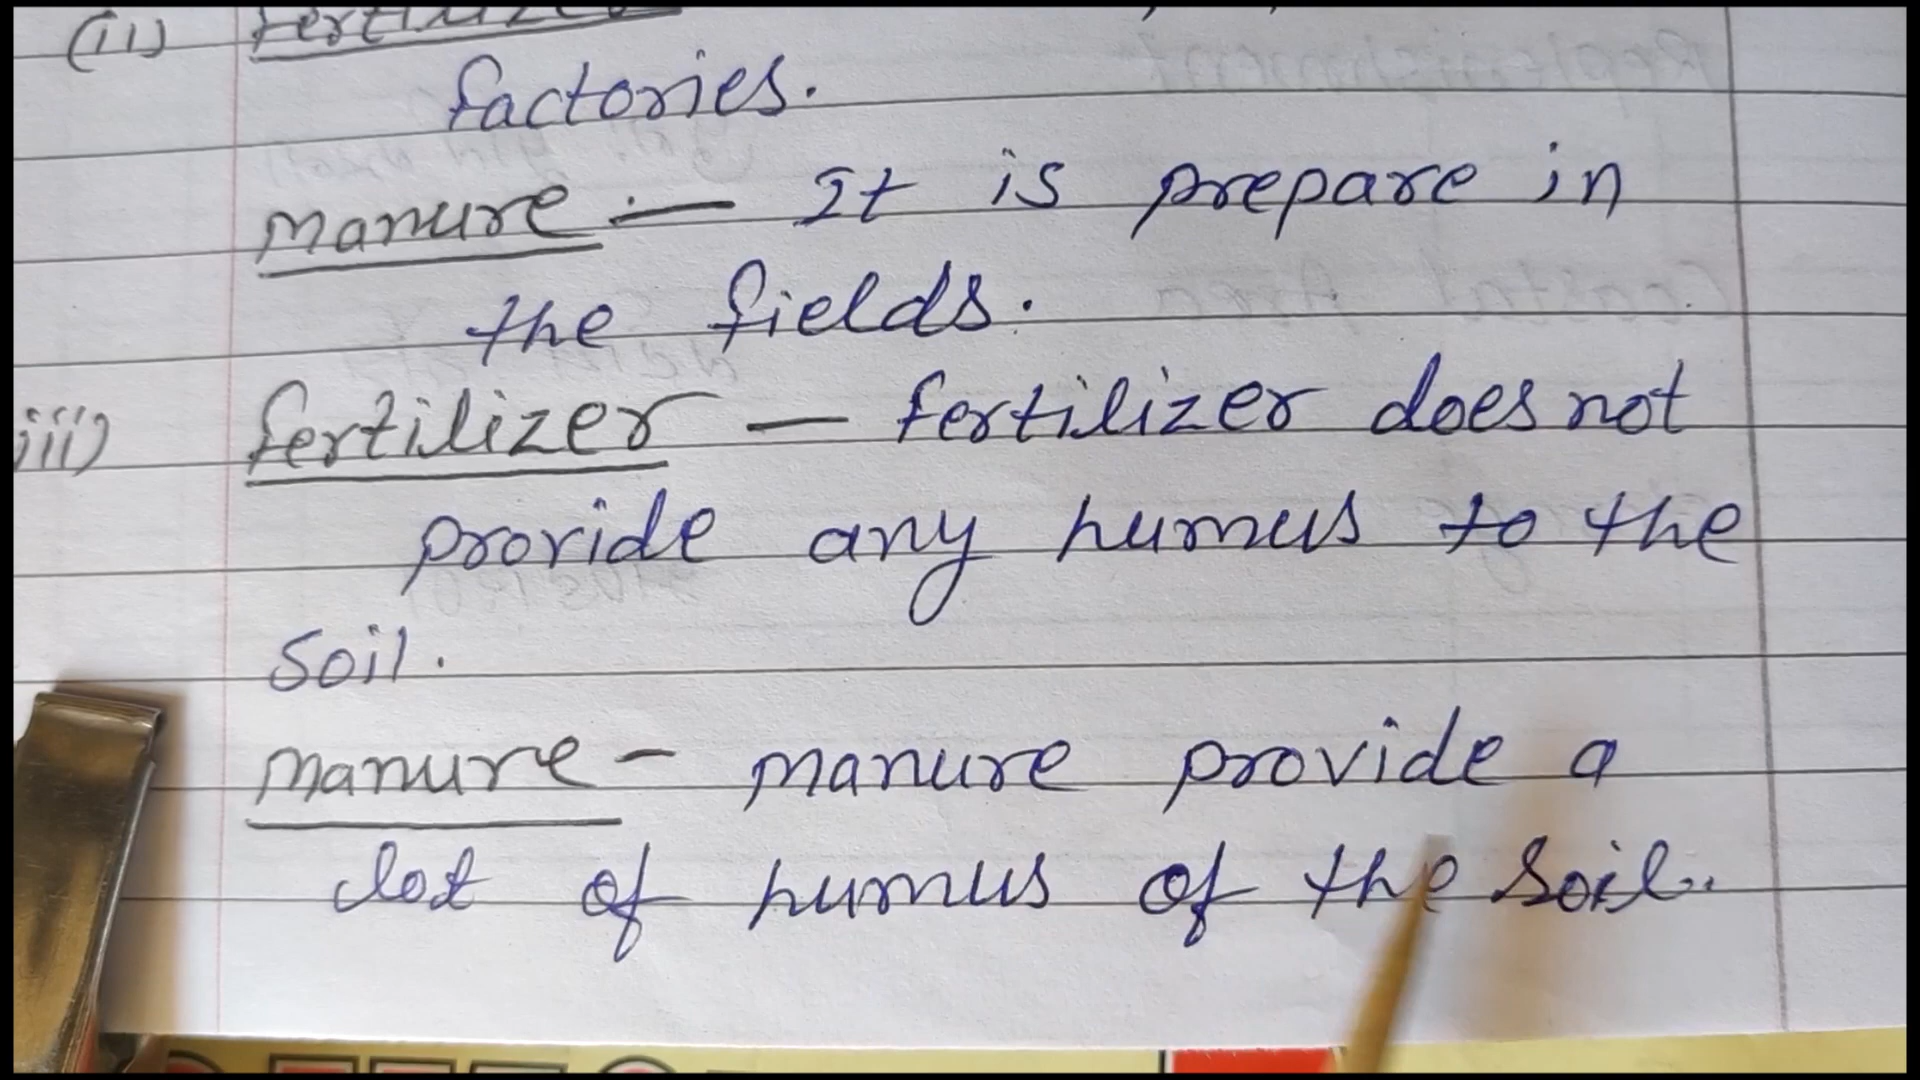 (ii) Fertilizer
factories.
Manure :— It is prepare in
the fields.
iii) Fertilizer — Fertilizer does not
provide any humus to the
soil.
Manure - Manure provide a
lot of humus of the soil.